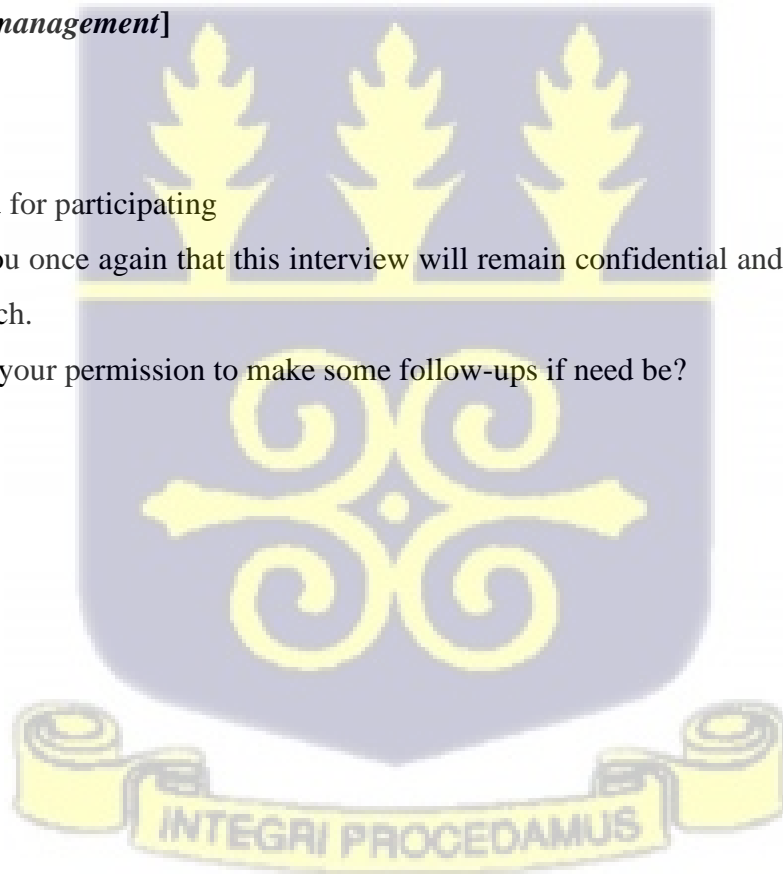 management]
for participating
ou once again that this interview will remain confidential and
ch.
your permission to make some follow-ups if need be?
INTEGRI PROCEDAMUS